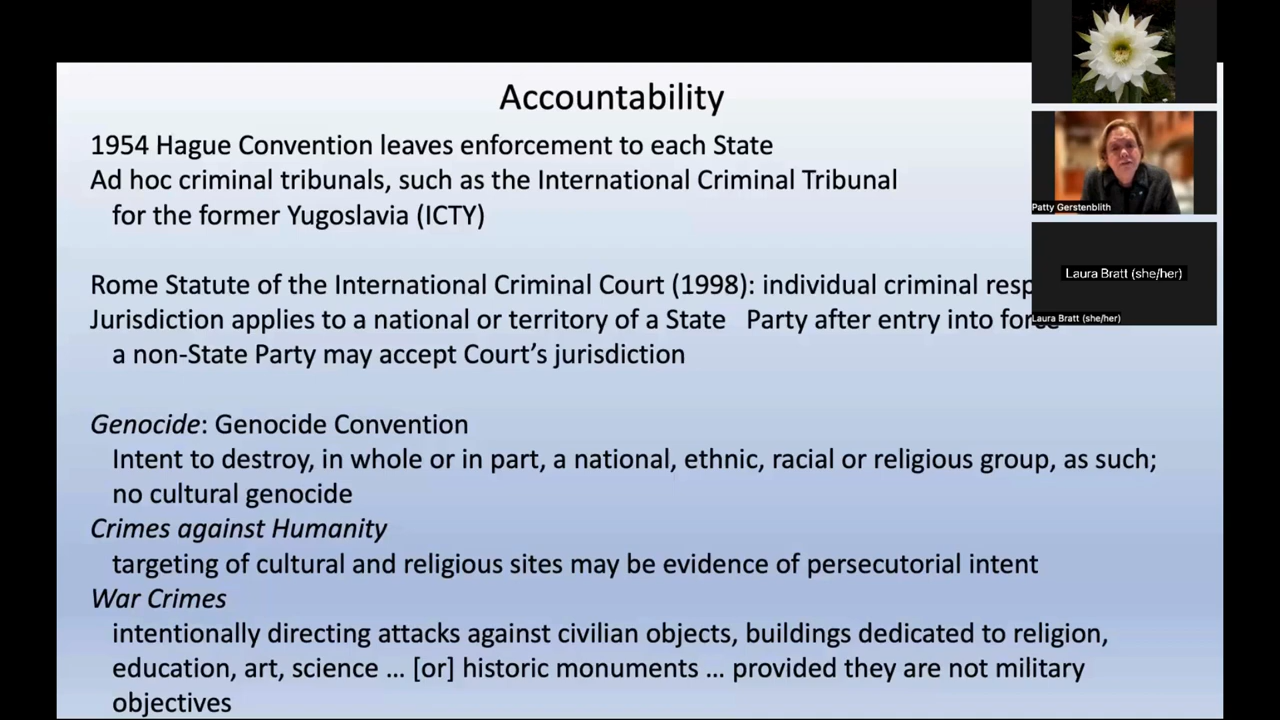 Accountability
1954 Hague Convention leaves enforcement to each State
Ad hoc criminal tribunals, such as the International Criminal Tribunal
for the former Yugoslavia (ICTY)
Rome Statute of the International Criminal Court (1998): individual criminal resp
Jurisdiction applies to a national or territory of a State Party after entry into force
a non-State Party may accept Court's jurisdiction
Genocide: Genocide Convention
Intent to destroy, in whole or in part, a national, ethnic, racial or religious group, as such;
no cultural genocide
Crimes against Humanity
targeting of cultural and religious sites may be evidence of persecutorial intent
War Crimes
intentionally directing attacks against civilian objects, buildings dedicated to religion,
education, art, science ... [or] historic monuments ... provided they are not military
objectives
Patty Gerstenblith
Laura Bratt (she/her)
Laura Bratt (she/her)